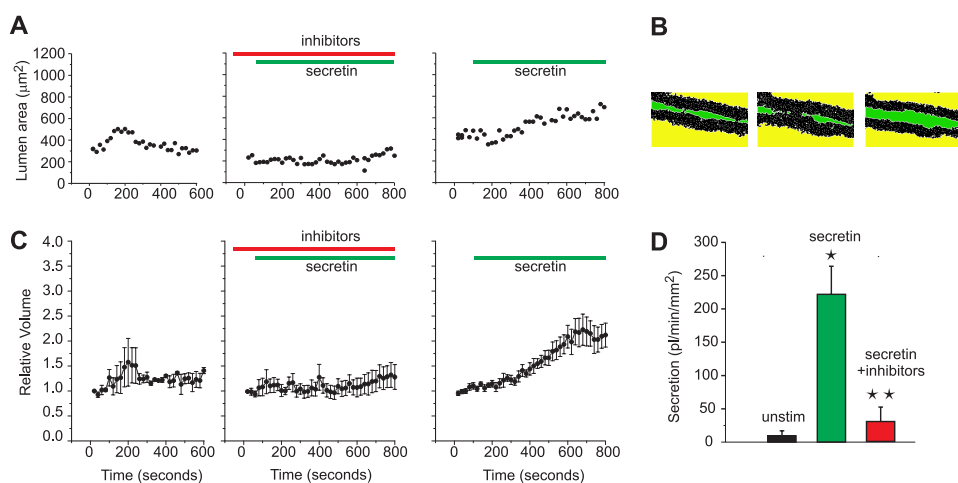 A
B
inhibitors
secretin
secretin
Lumen area (μm²)
1200
1000
800
600
400
200
0
0 200 400 600
0 200 400 600 800
0 200 400 600 800
C
D
inhibitors
secretin
secretin
Relative Volume
4.0
3.5
3.0
2.5
2.0
1.5
1.0
0.5
0.0
0 200 400 600
0 200 400 600 800
0 200 400 600 800
Time (seconds)
Time (seconds)
Time (seconds)
Secretion (pl/min/mm²)
300
250
200
150
100
50
0
unstim
secretin
★
secretin
+inhibitors
★ ★